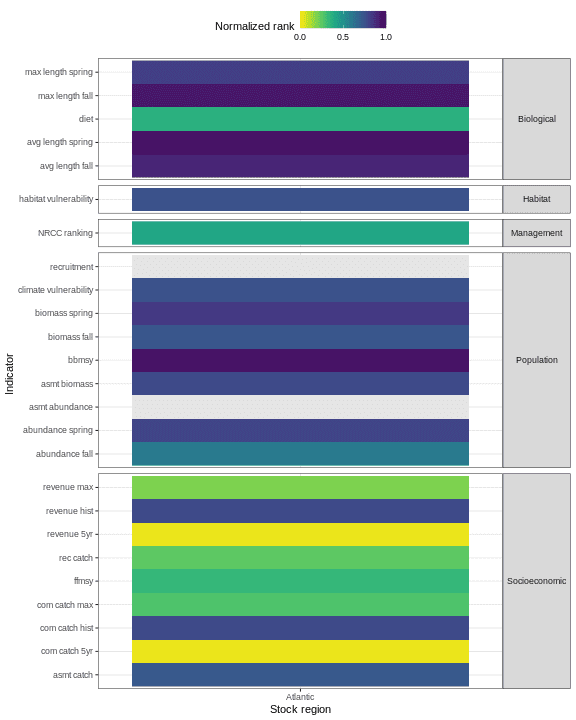 Normalized rank
0.0 0.5 1.0
max length spring
max length fall
diet
avg length spring
avg length fall
Biological
habitat vulnerability
Habitat
NRCC ranking
Management
recruitment
climate vulnerability
biomass spring
biomass fall
bbmsy
asmt biomass
asmt abundance
abundance spring
abundance fall
Population
revenue max
revenue hist
revenue 5yr
rec catch
ffmsy
com catch max
com catch hist
com catch 5yr
asmt catch
Socioeconomic
Indicator
Atlantic
Stock region